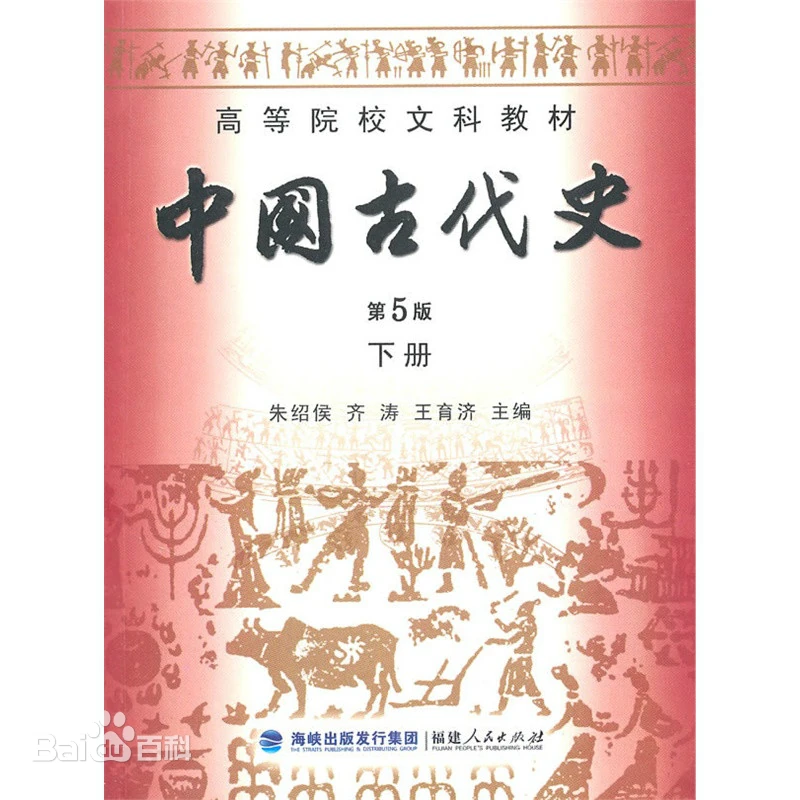 高等院校文科教材
中國古代史
第5版
下册
朱绍侯 齐涛 王育济 主编
海峡出版发行集团
THE STRAITS PUBLISHING & DISTRIBUTING GROUP
福建人民出版社
FUJIAN PEOPLE'S PUBLISHING HOUSE
Bai百科